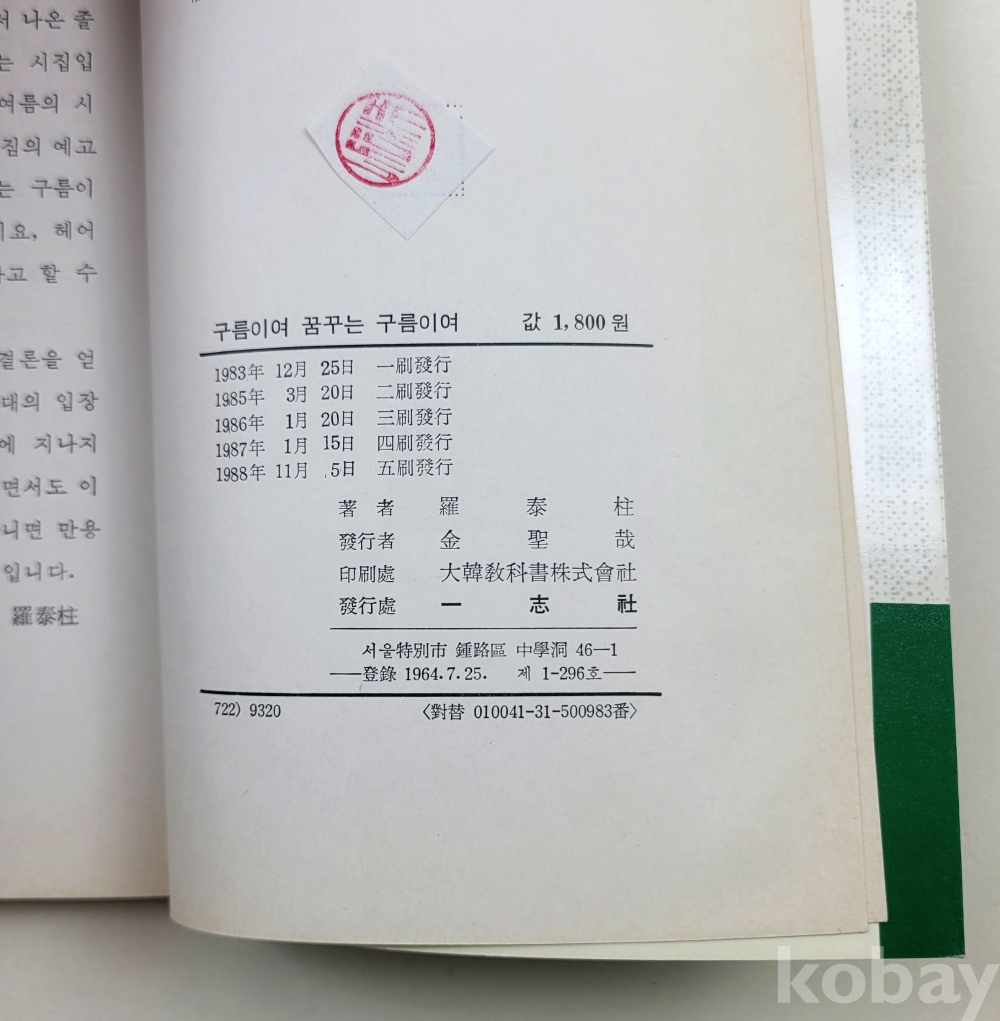 서 나온 졸
는 시집입
여름의 시
짐의 예고
는 구름이
요, 헤어
하고 할 수
결론을 얻
대의 입장
에 지나지
면서도 이
니면 만용
입니다.
羅泰柱
구름이여 꿈꾸는 구름이여 값 1,800원
1983年 12月 25日 一刷發行
1985年 3月 20日 二刷發行
1986年 1月 20日 三刷發行
1987年 1月 15日 四刷發行
1988年 11月 5日 五刷發行
著者 羅泰柱
發行者 金聖哉
印刷處 大韓敎科書株式會社
發行處 一志社
서울特別市 鍾路區 中學洞 46—1
登錄 1964.7.25. 제 1-296호
722) 9320 〈對替 010041-31-500983番〉
kobay